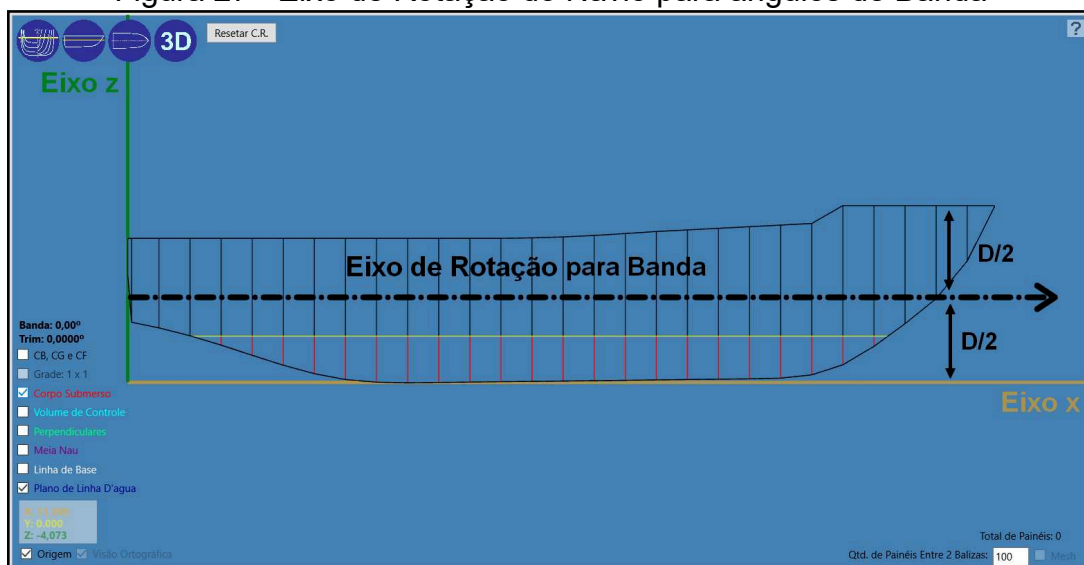 Figura 27 – Eixo de Rotação do Navio para ângulos de Banda
3D
Resetar C.R.
?
Eixo z
D/2
Eixo de Rotação para Banda
D/2
Banda: 0,00º
Trim: 0,0000º
CB, CG e CF
Grade: 1 x 1
Corpo Submerso
Volume de Controle
Perpendiculares
Meia Nau
Linha de Base
Plano de Linha D'agua
Eixo x
Y: 0,000
Z: -4,073
Origem
Visão Ortográfica
Total de Painéis: 0
Qtd. de Painéis Entre 2 Balizas: 100
Mesh